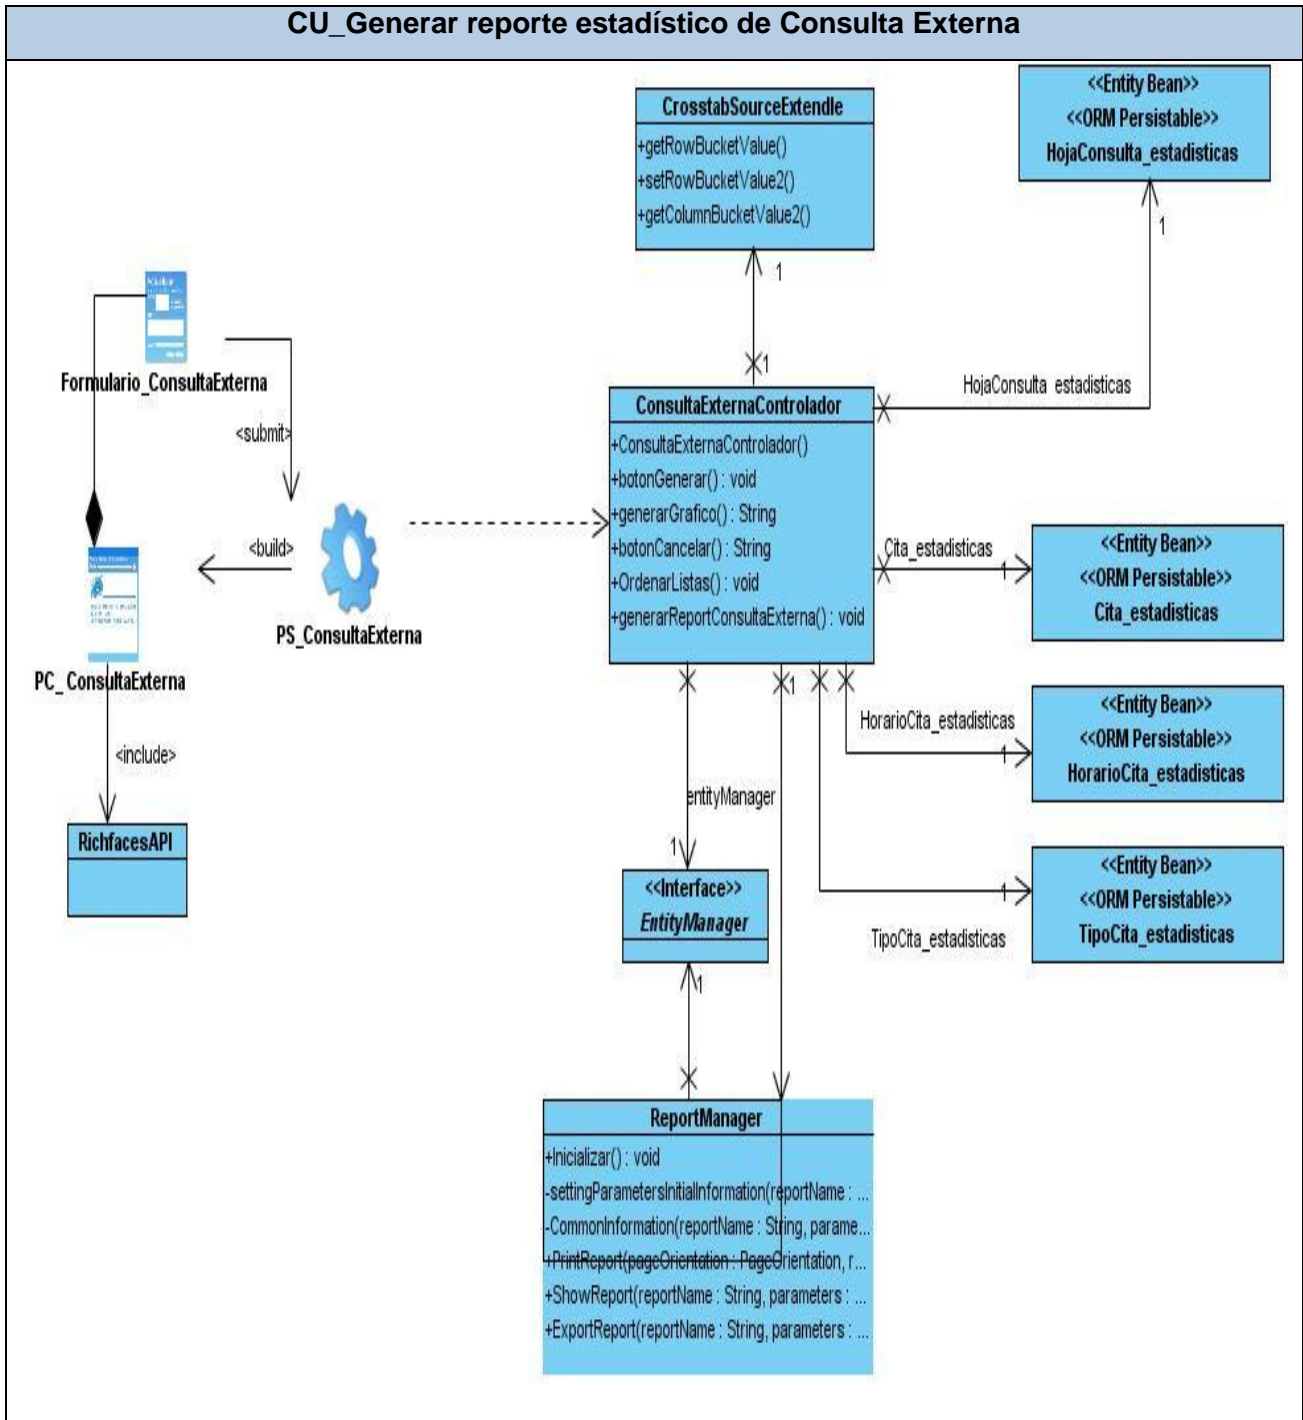 CU_Generar reporte estadístico de Consulta Externa
<<Entity Bean>>
<<ORM Persistable>>
HojaConsulta_estadisticas
CrosstabSourceExtendle
+getRowBucketValue()
+setRowBucketValue2()
+getColumnBucketValue2()
1
1
1
Formulario_ConsultaExterna
<submit>
<build>
PS_ConsultaExterna
PC_ ConsultaExterna
<include>
RichfacesAPI
ConsultaExternaControlador
+ConsultaExternaControlador()
+botonGenerar() : void
+generarGrafico() : String
+botonCancelar() : String
+OrdenarListas() : void
+generarReportConsultaExterna() : void
HojaConsulta estadisticas
Cita_estadisticas
1
<<Entity Bean>>
<<ORM Persistable>>
Cita_estadisticas
1
HorarioCita_estadisticas
1
<<Entity Bean>>
<<ORM Persistable>>
HorarioCita_estadisticas
entityManager
1
TipoCita_estadisticas
1
<<Entity Bean>>
<<ORM Persistable>>
TipoCita_estadisticas
<<Interface>>
EntityManager
1
ReportManager
+Inicializar() : void
-settingParametersInitialInformation(reportName : ...
-CommonInformation(reportName : String, parame...
+PrintReport(pageOrientation : PageOrientation, r...
+ShowReport(reportName : String, parameters : ...
+ExportReport(reportName : String, parameters : ...